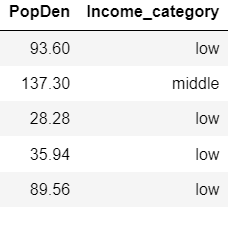 PopDen Income_category
93.60 low
137.30 middle
28.28 low
35.94 low
89.56 low